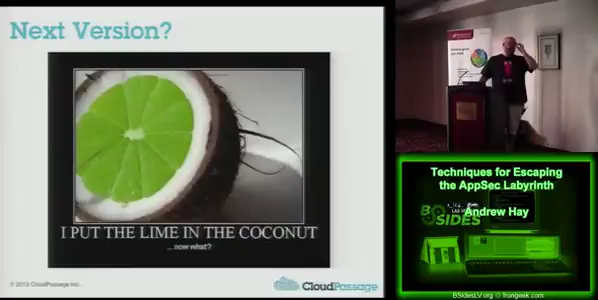 Next Version?
I PUT THE LIME IN THE COCONUT
...now what?
© 2013 CloudPassage Inc.
CloudPassage
Techniques for Escaping
the AppSec Labyrinth
Andrew Hay
SIDES
BSidesLV.org © Irongeek.com